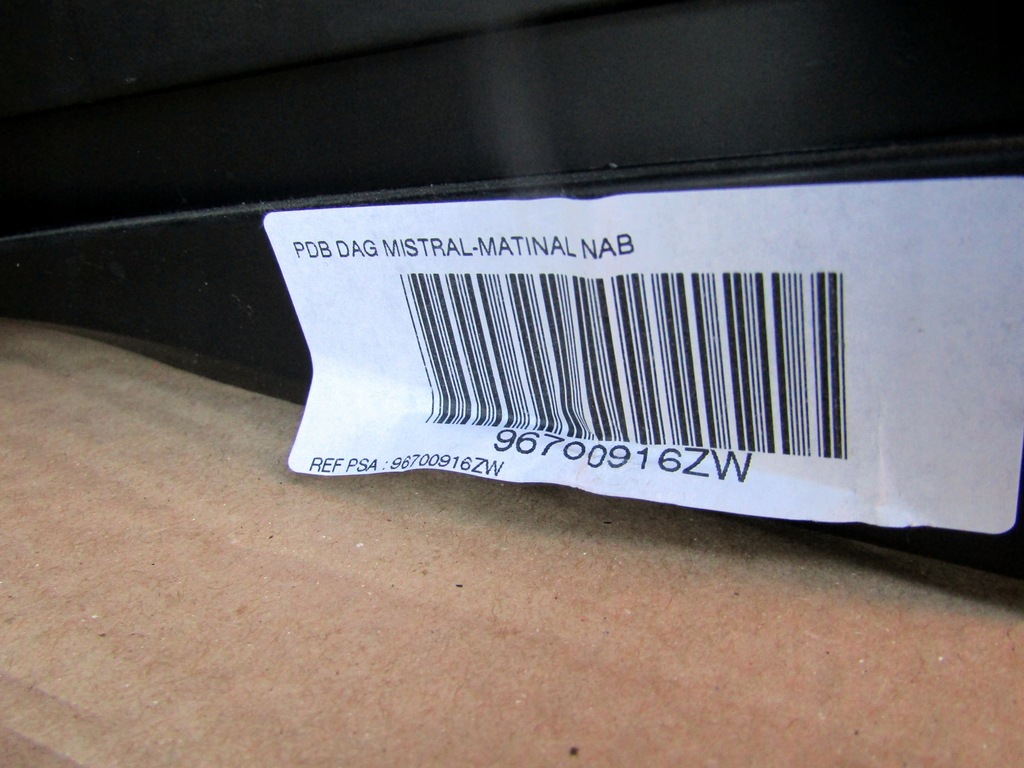 PDB DAG MISTRAL-MATINAL NAB
96700916ZW
REF PSA : 96700916ZW